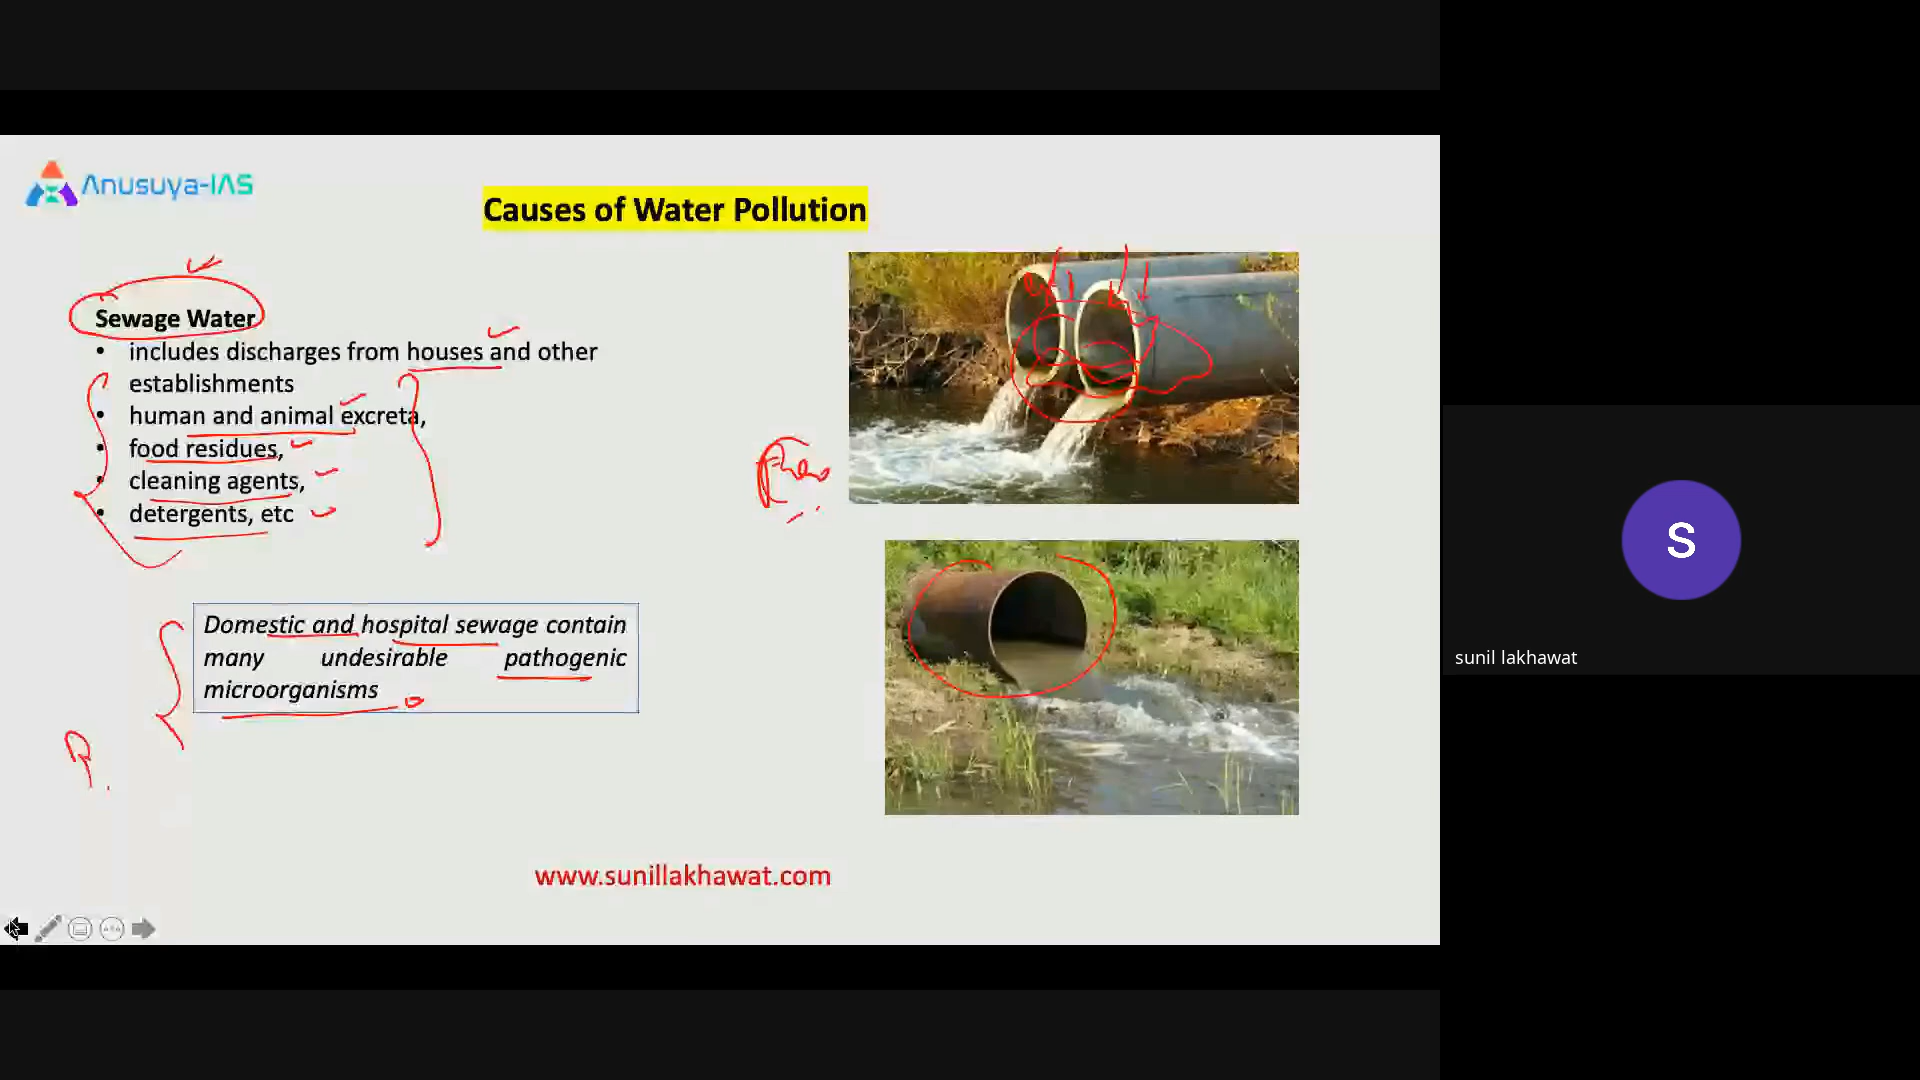 Anusuya-IAS
Causes of Water Pollution
Sewage Water
• includes discharges from houses and other
establishments
• human and animal excreta,
• food residues,
• cleaning agents,
• detergents, etc
Domestic and hospital sewage contain
many undesirable pathogenic
microorganisms
www.sunillakhawat.com
S
sunil lakhawat